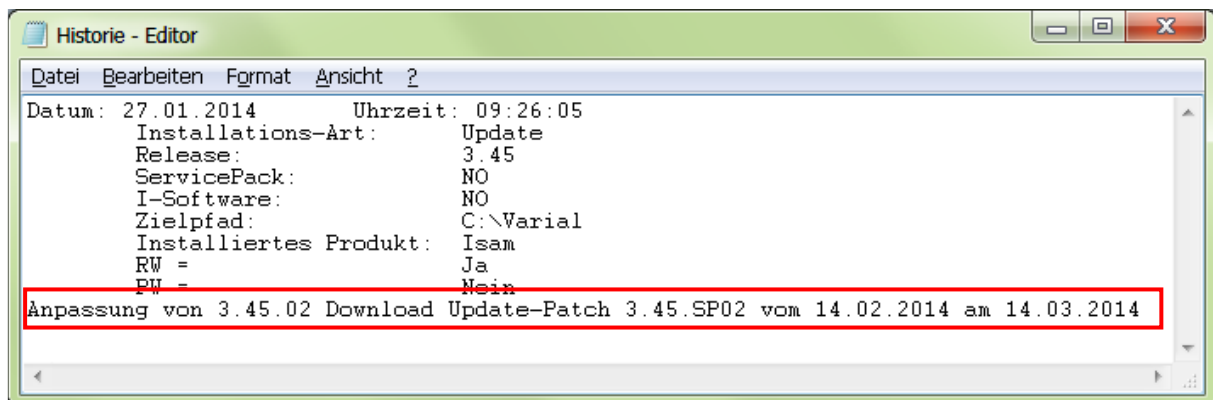 Historie - Editor
Datei Bearbeiten Format Ansicht ?
Datum: 27.01.2014 Uhrzeit: 09:26:05
Installations-Art: Update
Release: 3.45
ServicePack: NO
I-Software: NO
Zielpfad: C:\Varial
Installiertes Produkt: Isam
RW = Ja
PW = Nein
Anpassung von 3.45.02 Download Update-Patch 3.45.SP02 vom 14.02.2014 am 14.03.2014